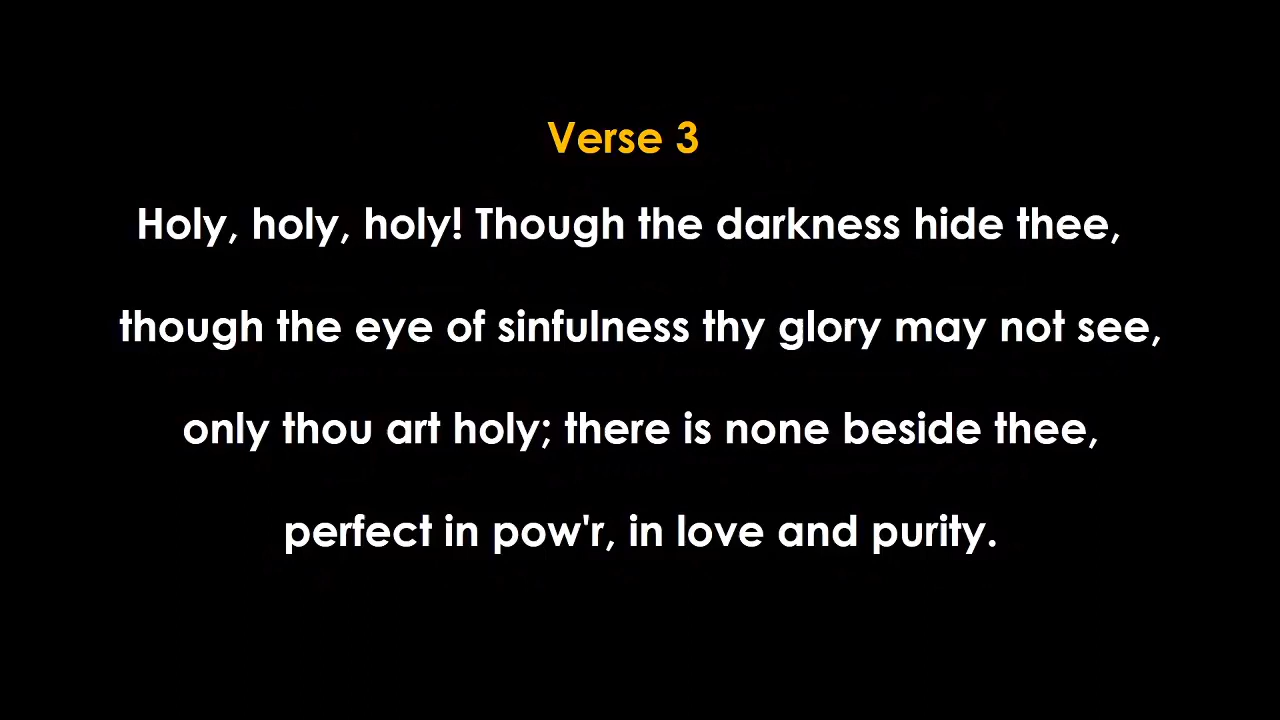 Verse 3
Holy, holy, holy! Though the darkness hide thee,
though the eye of sinfulness thy glory may not see,
only thou art holy; there is none beside thee,
perfect in pow'r, in love and purity.